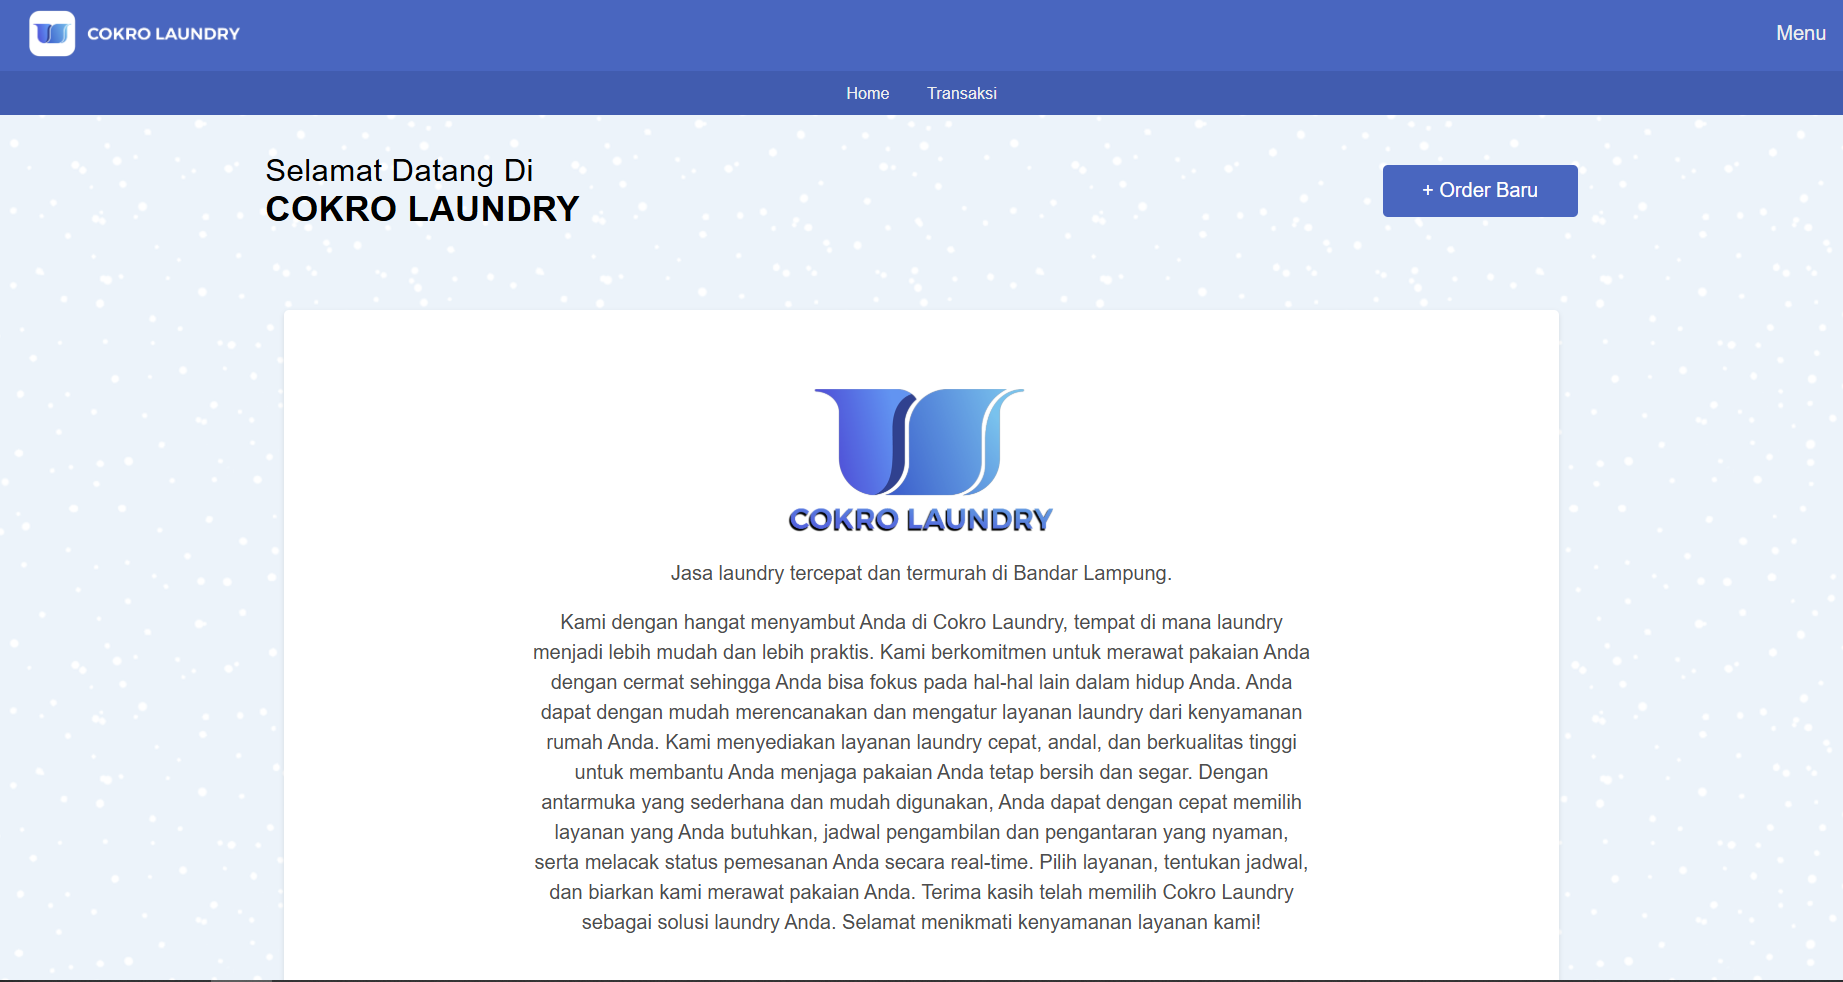 COKRO LAUNDRY
Menu
Home
Transaksi
Selamat Datang Di
COKRO LAUNDRY
+ Order Baru
COKRO LAUNDRY
Jasa laundry tercepat dan termurah di Bandar Lampung.
Kami dengan hangat menyambut Anda di Cokro Laundry, tempat di mana laundry
menjadi lebih mudah dan lebih praktis. Kami berkomitmen untuk merawat pakaian Anda
dengan cermat sehingga Anda bisa fokus pada hal-hal lain dalam hidup Anda. Anda
dapat dengan mudah merencanakan dan mengatur layanan laundry dari kenyamanan
rumah Anda. Kami menyediakan layanan laundry cepat, andal, dan berkualitas tinggi
untuk membantu Anda menjaga pakaian Anda tetap bersih dan segar. Dengan
antarmuka yang sederhana dan mudah digunakan, Anda dapat dengan cepat memilih
layanan yang Anda butuhkan, jadwal pengambilan dan pengantaran yang nyaman,
serta melacak status pemesanan Anda secara real-time. Pilih layanan, tentukan jadwal,
dan biarkan kami merawat pakaian Anda. Terima kasih telah memilih Cokro Laundry
sebagai solusi laundry Anda. Selamat menikmati kenyamanan layanan kami!